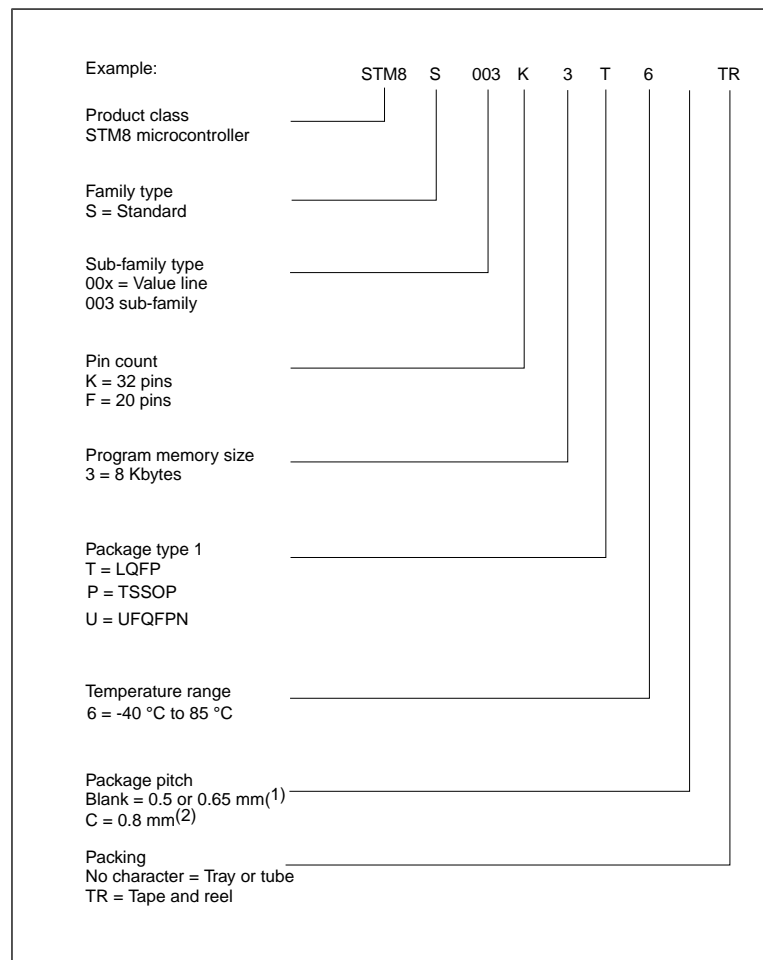 Example: STM8 S 003 K 3 T 6 TR
Product class
STM8 microcontroller
Family type
S = Standard
Sub-family type
00x = Value line
003 sub-family
Pin count
K = 32 pins
F = 20 pins
Program memory size
3 = 8 Kbytes
Package type 1
T = LQFP
P = TSSOP
U = UFQFPN
Temperature range
6 = -40 °C to 85 °C
Package pitch
Blank = 0.5 or 0.65 mm(1)
C = 0.8 mm(2)
Packing
No character = Tray or tube
TR = Tape and reel